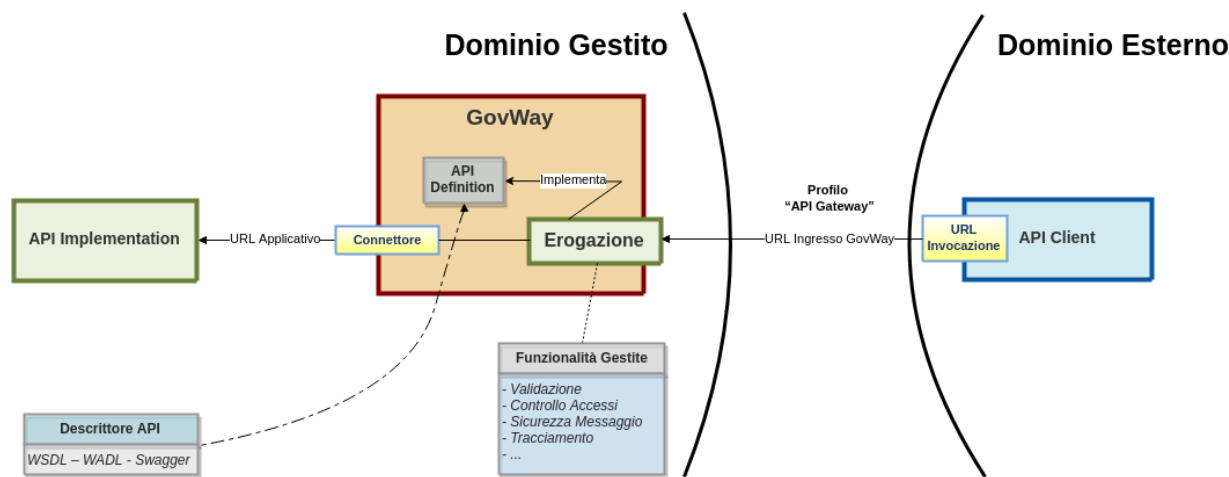 Dominio Gestito
Dominio Esterno
GovWay
API
Definition
Implementa
Profilo
“API Gateway”
API Implementation
URL Applicativo
Connettore
Erogazione
URL Ingresso GovWay
URL
Invocazione
API Client
Funzionalità Gestite
- Validazione
- Controllo Accessi
- Sicurezza Messaggio
- Tracciamento
- ...
Descrittore API
WSDL – WADL - Swagger